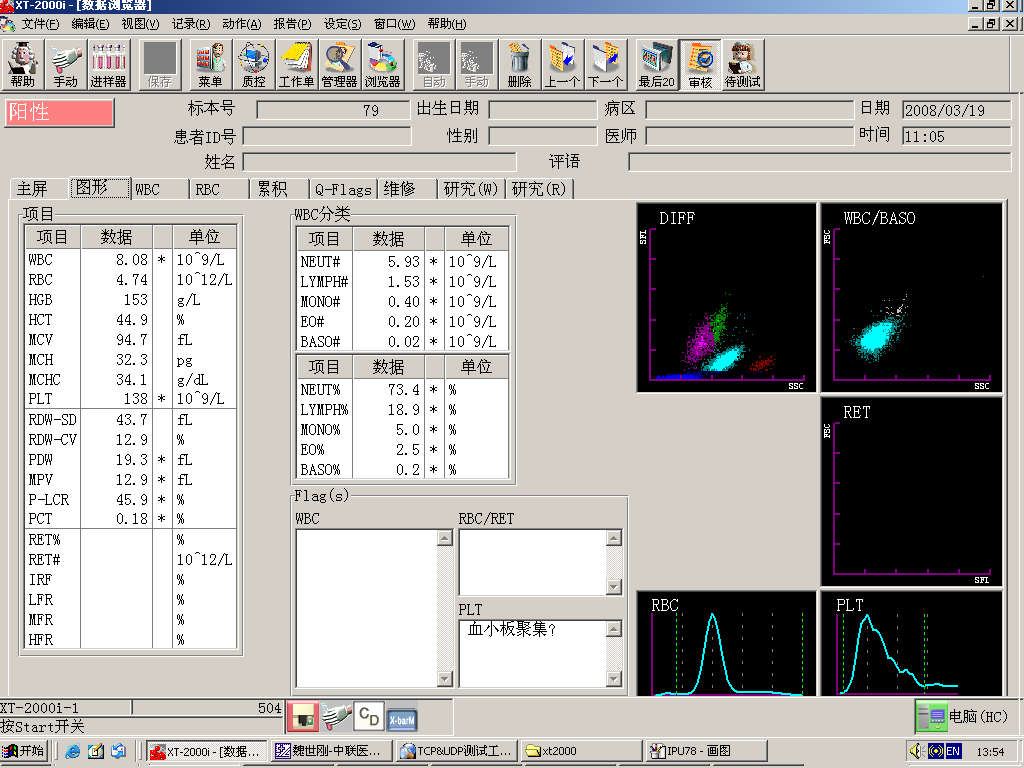 XT-2000i - [数据浏览器]
文件(F) 编辑(E) 视图(V) 记录(R) 动作(A) 报告(P) 设定(S) 窗口(W) 帮助(H)
帮助 手动 进样器 保存 菜单 质控 工作单 管理器 浏览器 自动 手动 删除 上一个 下一个 最后20 审核 待测试
阳性 标本号 79 出生日期 病区 日期 2008/03/19
患者ID号 性别 医师 时间 11:05
姓名 评语
主屏 图形 WBC RBC 累积 Q-Flags 维修 研究(W) 研究(R)
项目
项目 数据 单位
WBC 8.08 * 10^9/L
RBC 4.74 10^12/L
HGB 153 g/L
HCT 44.9 %
MCV 94.7 fL
MCH 32.3 pg
MCHC 34.1 g/dL
PLT 138 * 10^9/L
RDW-SD 43.7 fL
RDW-CV 12.9 %
PDW 19.3 * fL
MPV 12.9 * fL
P-LCR 45.9 * %
PCT 0.18 * %
RET% %
RET# 10^12/L
IRF %
LFR %
MFR %
HFR %
WBC分类
项目 数据 单位
NEUT# 5.93 * 10^9/L
LYMPH# 1.53 * 10^9/L
MONO# 0.40 * 10^9/L
EO# 0.20 * 10^9/L
BASO# 0.02 * 10^9/L
项目 数据 单位
NEUT% 73.4 * %
LYMPH% 18.9 * %
MONO% 5.0 * %
EO% 2.5 * %
BASO% 0.2 * %
Flag(s)
WBC
RBC/RET
PLT
血小板聚集?
DIFF
SFL
SSC
WBC/BASO
FSC
SSC
RET
FSC
SFL
RBC
PLT
XT-2000i-1 504
CD X-barM 电脑(HC)
按Start开关
开始 XT-2000i - [数据... 魏世刚-中联医... TCP&UDP测试工... xt2000 IPU78 - 画图 EN 13:54